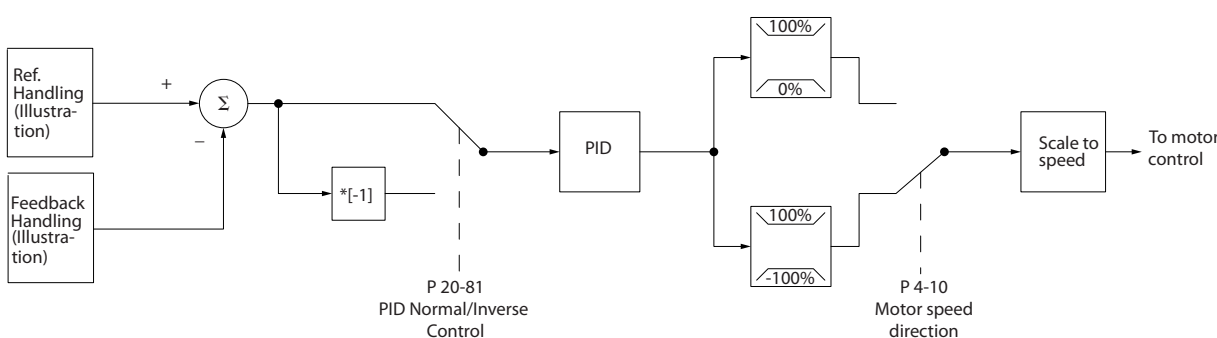 Ref.
Handling
(Illustra-
tion)
+
Σ
−
Feedback
Handling
(Illustra-
tion)
*[-1]
P 20-81
PID Normal/Inverse
Control
PID
100%
0%
100%
-100%
P 4-10
Motor speed
direction
Scale to
speed
To motor
control